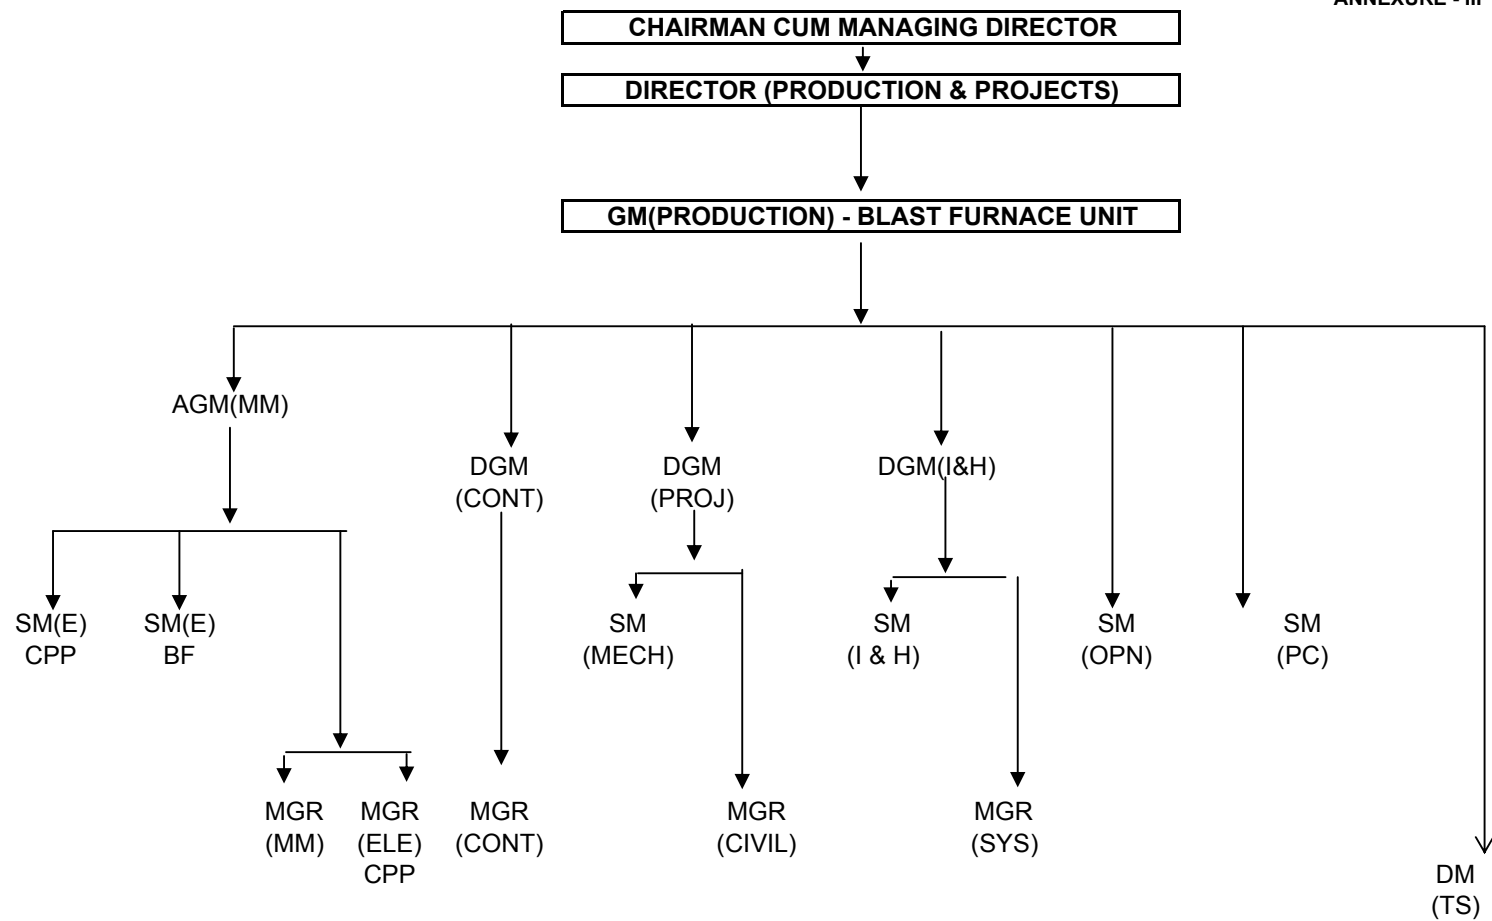 ANNEXURE - III
CHAIRMAN CUM MANAGING DIRECTOR
DIRECTOR (PRODUCTION & PROJECTS)
GM(PRODUCTION) - BLAST FURNACE UNIT
AGM(MM)
DGM
(CONT)
DGM
(PROJ)
DGM(I&H)
SM(E)
CPP
SM(E)
BF
SM
(MECH)
SM
(I & H)
SM
(OPN)
SM
(PC)
MGR
(MM)
MGR
(ELE)
CPP
MGR
(CONT)
MGR
(CIVIL)
MGR
(SYS)
DM
(TS)